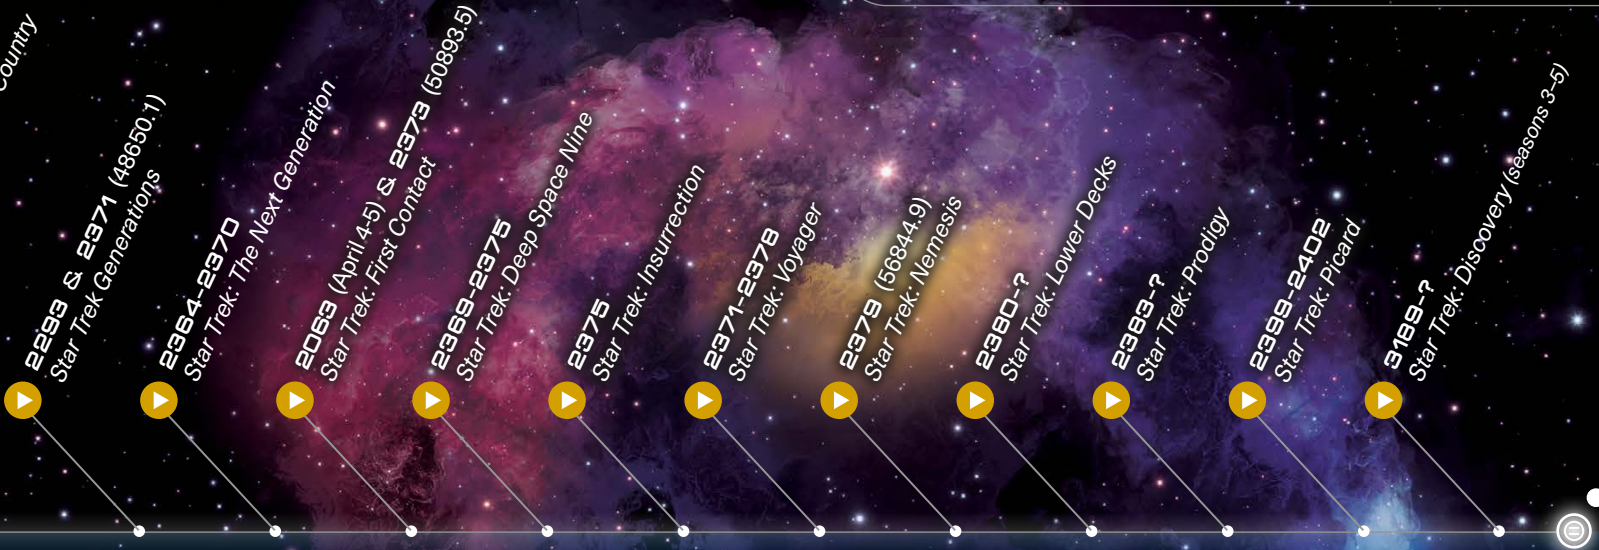 Country
2293 & 2371 (48650.1)
Star Trek Generations
2364-2370
Star Trek: The Next Generation
2063 (April 4-5) & 2373 (50893.5)
Star Trek: First Contact
2369-2375
Star Trek: Deep Space Nine
2375
Star Trek: Insurrection
2371-2378
Star Trek: Voyager
2379 (56844.9)
Star Trek: Nemesis
2380-?
Star Trek: Lower Decks
2383-?
Star Trek: Prodigy
2399-2402
Star Trek: Picard
3189-?
Star Trek: Discovery (seasons 3–5)